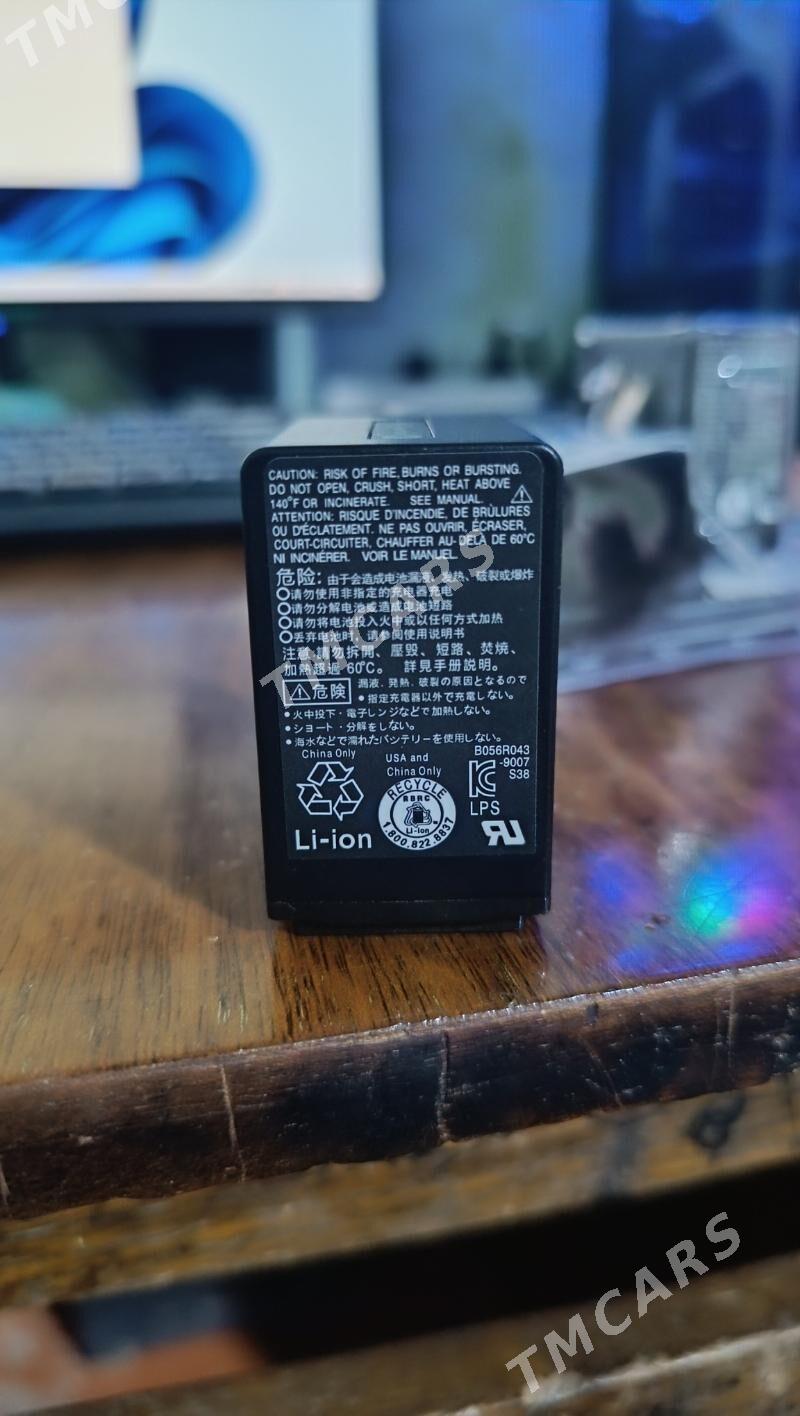 TMC
CAUTION: RISK OF FIRE, BURNS OR BURSTING.
DO NOT OPEN, CRUSH, SHORT, HEAT ABOVE
140°F OR INCINERATE. SEE MANUAL.
ATTENTION: RISQUE D'INCENDIE, DE BRÛLURES
OU D'ÉCLATEMENT. NE PAS OUVRIR, ÉCRASER,
COURT-CIRCUITER, CHAUFFER AU-DELÀ DE 60°C
NI INCINÉRER. VOIR LE MANUEL.
危险: 由于会造成电池漏液、发热、破裂或爆炸
○请勿使用非指定的充电器充电
○请勿分解电池或造成电池短路
○请勿将电池投入火中或以任何方式加热
○丢弃电池时、请参阅使用说明书
注意:請勿拆開、壓毀、短路、焚燒、
加熱超過 60°C。 詳見手册説明。
⚠危険 漏液、発熱、破裂の原因となるので
•指定充電器以外で充電しない。
•火中投下・電子レンジなどで加熱しない。
•ショート・分解をしない。
•海水などで濡れたバッテリーを使用しない。
China Only
USA and
China Only
B056R043
-9007
S38
RECYCLE
RBRC
Li-ion
1.800.822.8837
LPS
Li-ion
TMCARS
TMCARS